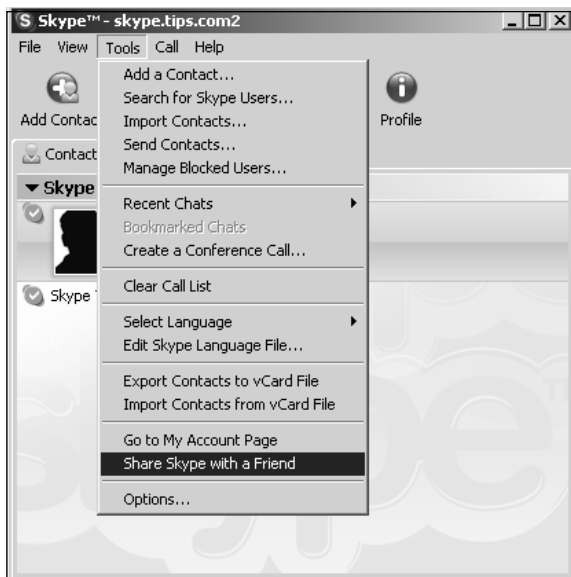 S Skype™ - skype.tips.com2
File View Tools Call Help
Add a Contact...
Search for Skype Users...
Import Contacts...
Send Contacts...
Manage Blocked Users...
Recent Chats
Bookmarked Chats
Create a Conference Call...
Clear Call List
Select Language
Edit Skype Language File...
Export Contacts to vCard File
Import Contacts from vCard File
Go to My Account Page
Share Skype with a Friend
Options...
Add Contac
Profile
Contact
Skype
Skype